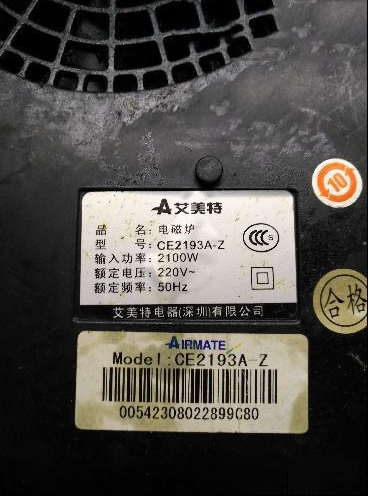 10
艾美特
品 名: 电磁炉
型 号: CE2193A-Z
输入功率: 2100W
额定电压: 220V~
额定频率: 50Hz
CCC S
艾美特电器(深圳)有限公司
合格
AIRMATE
Model:CE2193A-Z
00542308022899C80